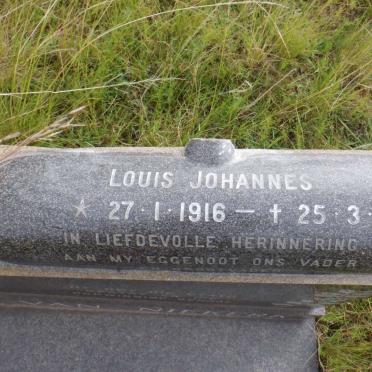 LOUIS JOHANNES
* 27·1·1916 – † 25·3·
IN LIEFDEVOLLE HERINNERING
AAN MY EGGENOOT ONS VADER